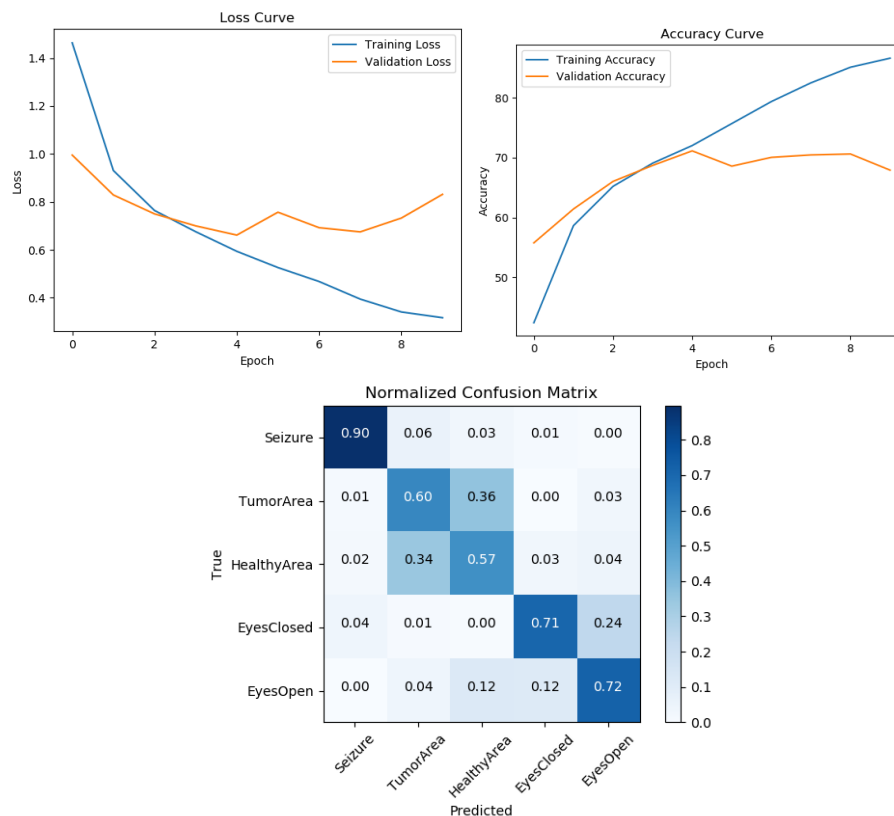 Loss Curve
Training Loss
Validation Loss
1.4
1.2
1.0
0.8
0.6
0.4
Loss
0 2 4 6 8
Epoch
Accuracy Curve
Training Accuracy
Validation Accuracy
80
70
60
50
Accuracy
0 2 4 6 8
Epoch
Normalized Confusion Matrix
Seizure 0.90 0.06 0.03 0.01 0.00
TumorArea 0.01 0.60 0.36 0.00 0.03
HealthyArea 0.02 0.34 0.57 0.03 0.04
EyesClosed 0.04 0.01 0.00 0.71 0.24
EyesOpen 0.00 0.04 0.12 0.12 0.72
True
Seizure TumorArea HealthyArea EyesClosed EyesOpen
Predicted
0.8
0.7
0.6
0.5
0.4
0.3
0.2
0.1
0.0